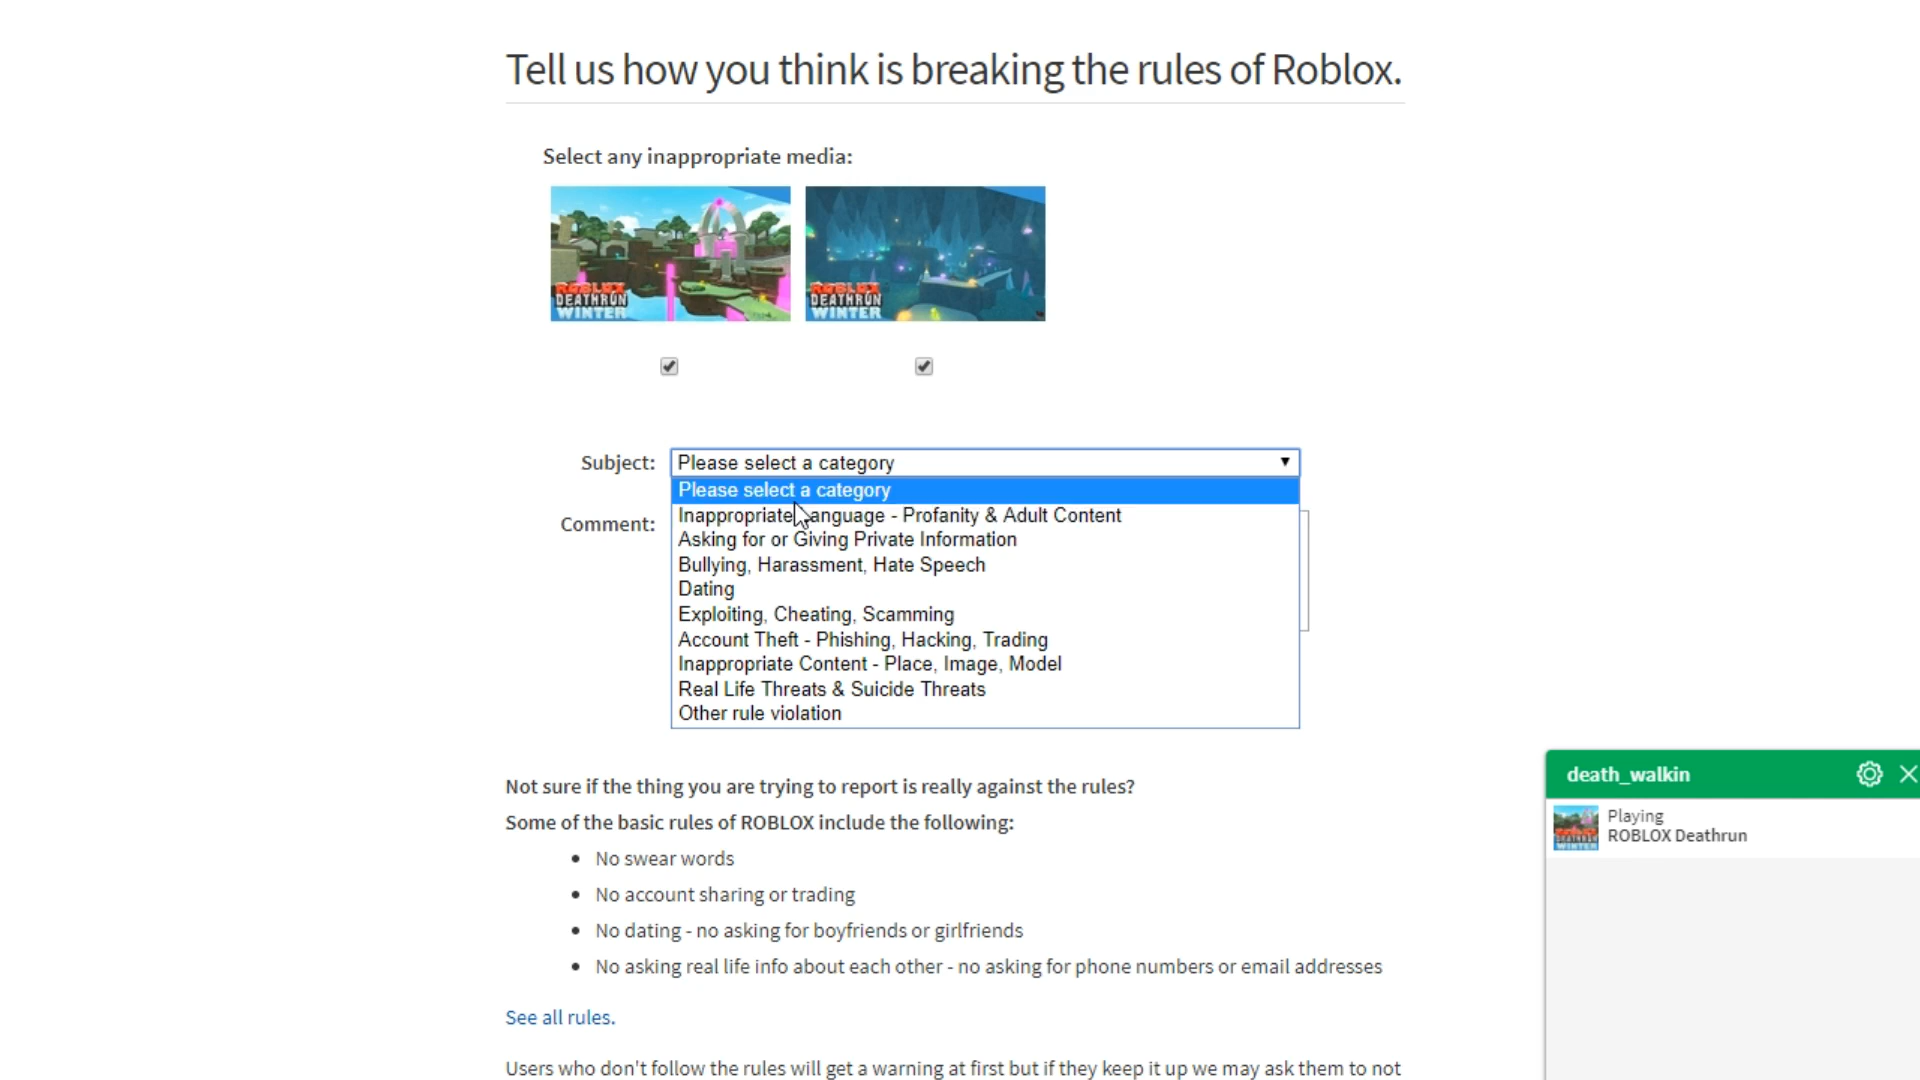 Tell us how you think is breaking the rules of Roblox.
Select any inappropriate media:
ROBLOX
DEATHRUN
WINTER
ROBLOX
DEATHRUN
WINTER
Subject:
Please select a category
Please select a category
Inappropriate Language - Profanity & Adult Content
Comment:
Asking for or Giving Private Information
Bullying, Harassment, Hate Speech
Dating
Exploiting, Cheating, Scamming
Account Theft - Phishing, Hacking, Trading
Inappropriate Content - Place, Image, Model
Real Life Threats & Suicide Threats
Other rule violation
Not sure if the thing you are trying to report is really against the rules?
Some of the basic rules of ROBLOX include the following:
• No swear words
• No account sharing or trading
• No dating - no asking for boyfriends or girlfriends
• No asking real life info about each other - no asking for phone numbers or email addresses
See all rules.
Users who don't follow the rules will get a warning at first but if they keep it up we may ask them to not
death_walkin
Playing
ROBLOX Deathrun